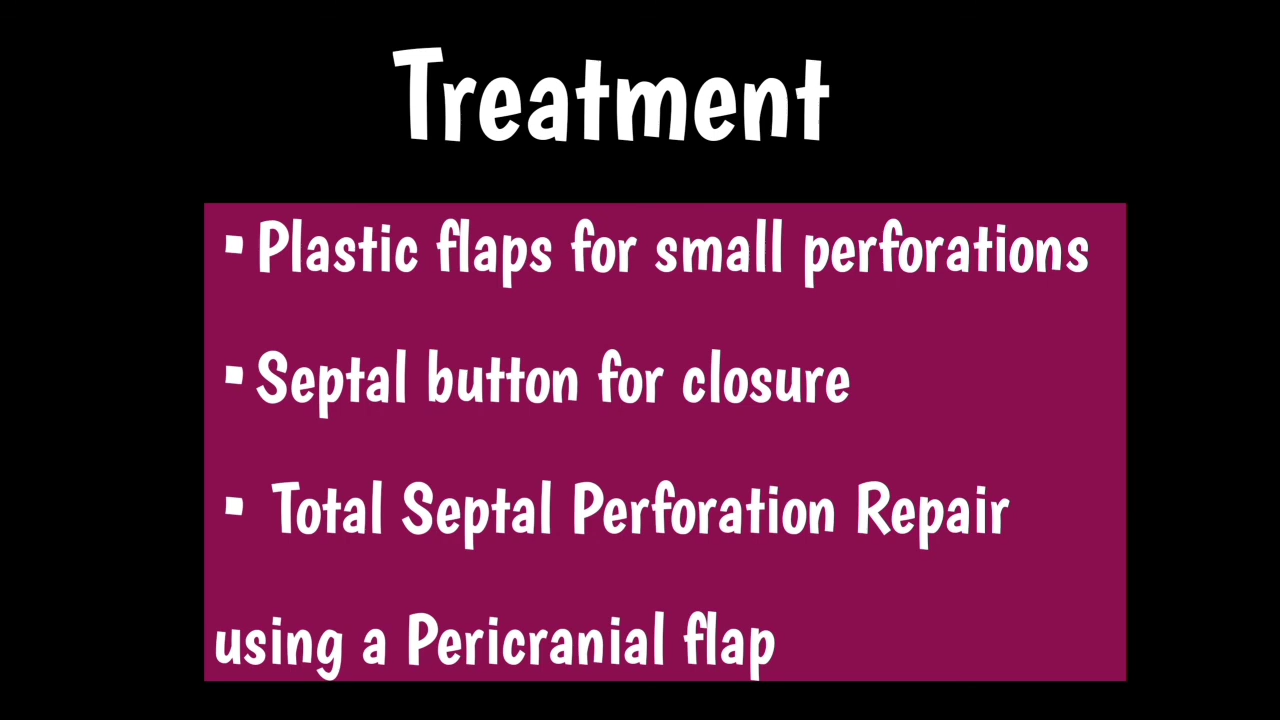 Treatment
▪ Plastic flaps for small perforations
▪ Septal button for closure
▪ Total Septal Perforation Repair
using a Pericranial flap